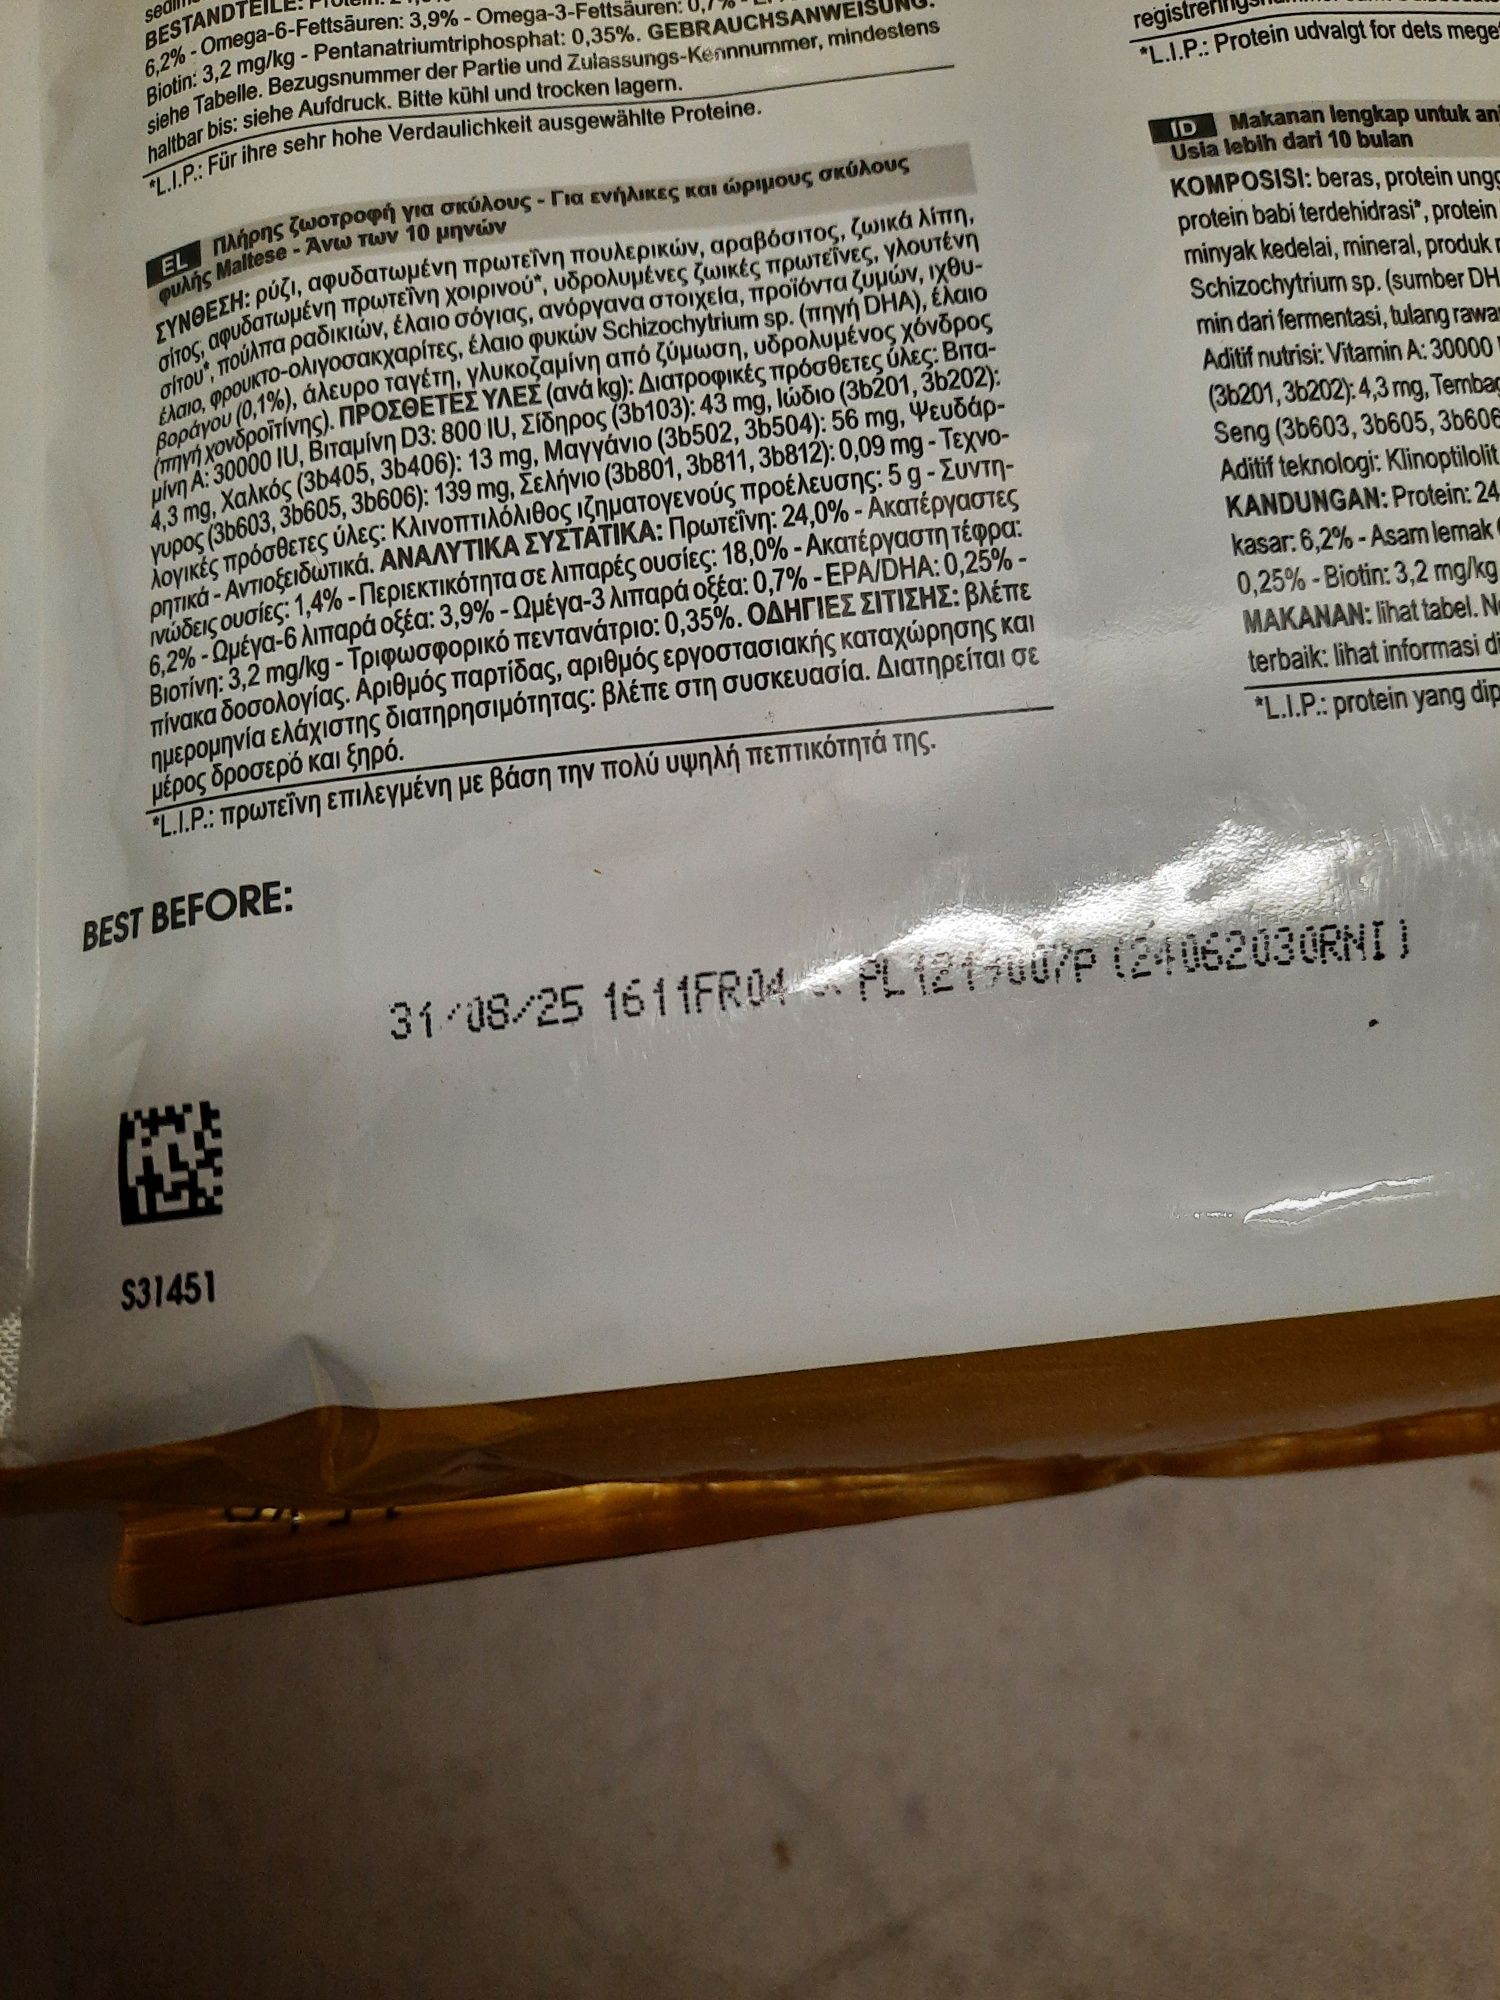 BESTANDTEILE: Protein:
6,2% - Omega-6-Fettsäuren: 3,9% - Omega-3-Fettsäuren: 0,7% -
Biotin: 3,2 mg/kg - Pentanatriumtriphosphat: 0,35%. GEBRAUCHSANWEISUNG:
siehe Tabelle. Bezugsnummer der Partie und Zulassungs-Kennnummer, mindestens
haltbar bis: siehe Aufdruck. Bitte kühl und trocken lagern.
*L.I.P.: Für ihre sehr hohe Verdaulichkeit ausgewählte Proteine.
EL Πλήρης ζωοτροφή για σκύλους - Για ενήλικες και ώριμους σκύλους
φυλής Maltese - Άνω των 10 μηνών
ΣΥΝΘΕΣΗ: ρύζι, αφυδατωμένη πρωτεΐνη πουλερικών, αραβόσιτος, ζωικά λίπη,
σίτος, αφυδατωμένη πρωτεΐνη χοιρινού*, υδρολυμένες ζωικές πρωτεΐνες, γλουτένη
σίτου*, πούλπα ραδικιών, έλαιο σόγιας, ανόργανα στοιχεία, προϊόντα ζυμών, ιχθυ-
έλαιο, φρουκτο-ολιγοσακχαρίτες, έλαιο φυκών Schizochytrium sp. (πηγή DHA), έλαιο
βοράγου (0,1%), άλευρο ταγέτη, γλυκοζαμίνη από ζύμωση, υδρολυμένος χόνδρος
(πηγή χονδροϊτίνης). ΠΡΟΣΘΕΤΕΣ ΥΛΕΣ (ανά kg): Διατροφικές πρόσθετες ύλες: Βιτα-
μίνη A: 30000 IU, Βιταμίνη D3: 800 IU, Σίδηρος (3b103): 43 mg, Ιώδιο (3b201, 3b202):
4,3 mg, Χαλκός (3b405, 3b406): 13 mg, Μαγγάνιο (3b502, 3b504): 56 mg, Ψευδάρ-
γυρος (3b603, 3b605, 3b606): 139 mg, Σελήνιο (3b801, 3b811, 3b812): 0,09 mg - Τεχνο-
λογικές πρόσθετες ύλες: Κλινοπτιλόλιθος ιζηματογενούς προέλευσης: 5 g - Συντη-
ρητικά - Αντιοξειδωτικά. ΑΝΑΛΥΤΙΚΑ ΣΥΣΤΑΤΙΚΑ: Πρωτεΐνη: 24,0% - Ακατέργαστες
ινώδεις ουσίες: 1,4% - Περιεκτικότητα σε λιπαρές ουσίες: 18,0% - Ακατέργαστη τέφρα:
6,2% - Ωμέγα-6 λιπαρά οξέα: 3,9% - Ωμέγα-3 λιπαρά οξέα: 0,7% - EPA/DHA: 0,25% -
Βιοτίνη: 3,2 mg/kg - Τριφωσφορικό πεντανάτριο: 0,35%. ΟΔΗΓΙΕΣ ΣΙΤΙΣΗΣ: βλέπε
πίνακα δοσολογίας. Αριθμός παρτίδας, αριθμός εργοστασιακής καταχώρησης και
ημερομηνία ελάχιστης διατηρησιμότητας: βλέπε στη συσκευασία. Διατηρείται σε
μέρος δροσερό και ξηρό.
*L.I.P.: πρωτεΐνη επιλεγμένη με βάση την πολύ υψηλή πεπτικότητά της.
*L.I.P.: Protein udvalgt for dets
ID Makanan lengkap untuk
Usia lebih dari 10 bulan
KOMPOSISI: beras, protein
protein babi terdehidrasi*, protein
minyak kedelai, mineral, produk
Schizochytrium sp. (sumber
min dari fermentasi, tulang
Aditif nutrisi: Vitamin A: 30000
(3b201, 3b202): 4,3 mg,
Seng (3b603, 3b605, 3b606
Aditif teknologi:
KANDUNGAN: Protein: 24
kasar: 6,2% - Asam lemak
0,25% - Biotin: 3,2 mg/kg
MAKANAN: lihat tabel.
terbaik: lihat informasi
*L.I.P.: protein yang
BEST BEFORE:
31/08/25 1611FR04 (24062030RNI)
S31451